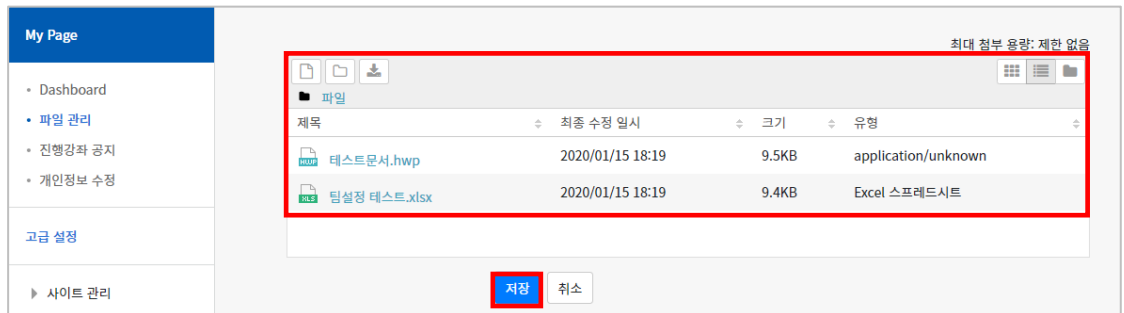 My Page
Dashboard
파일 관리
진행강좌 공지
개인정보 수정
고급 설정
사이트 관리
최대 첨부 용량: 제한 없음
파일
제목 최종 수정 일시 크기 유형
HWP 테스트문서.hwp 2020/01/15 18:19 9.5KB application/unknown
XLS 팀설정 테스트.xlsx 2020/01/15 18:19 9.4KB Excel 스프레드시트
저장 취소